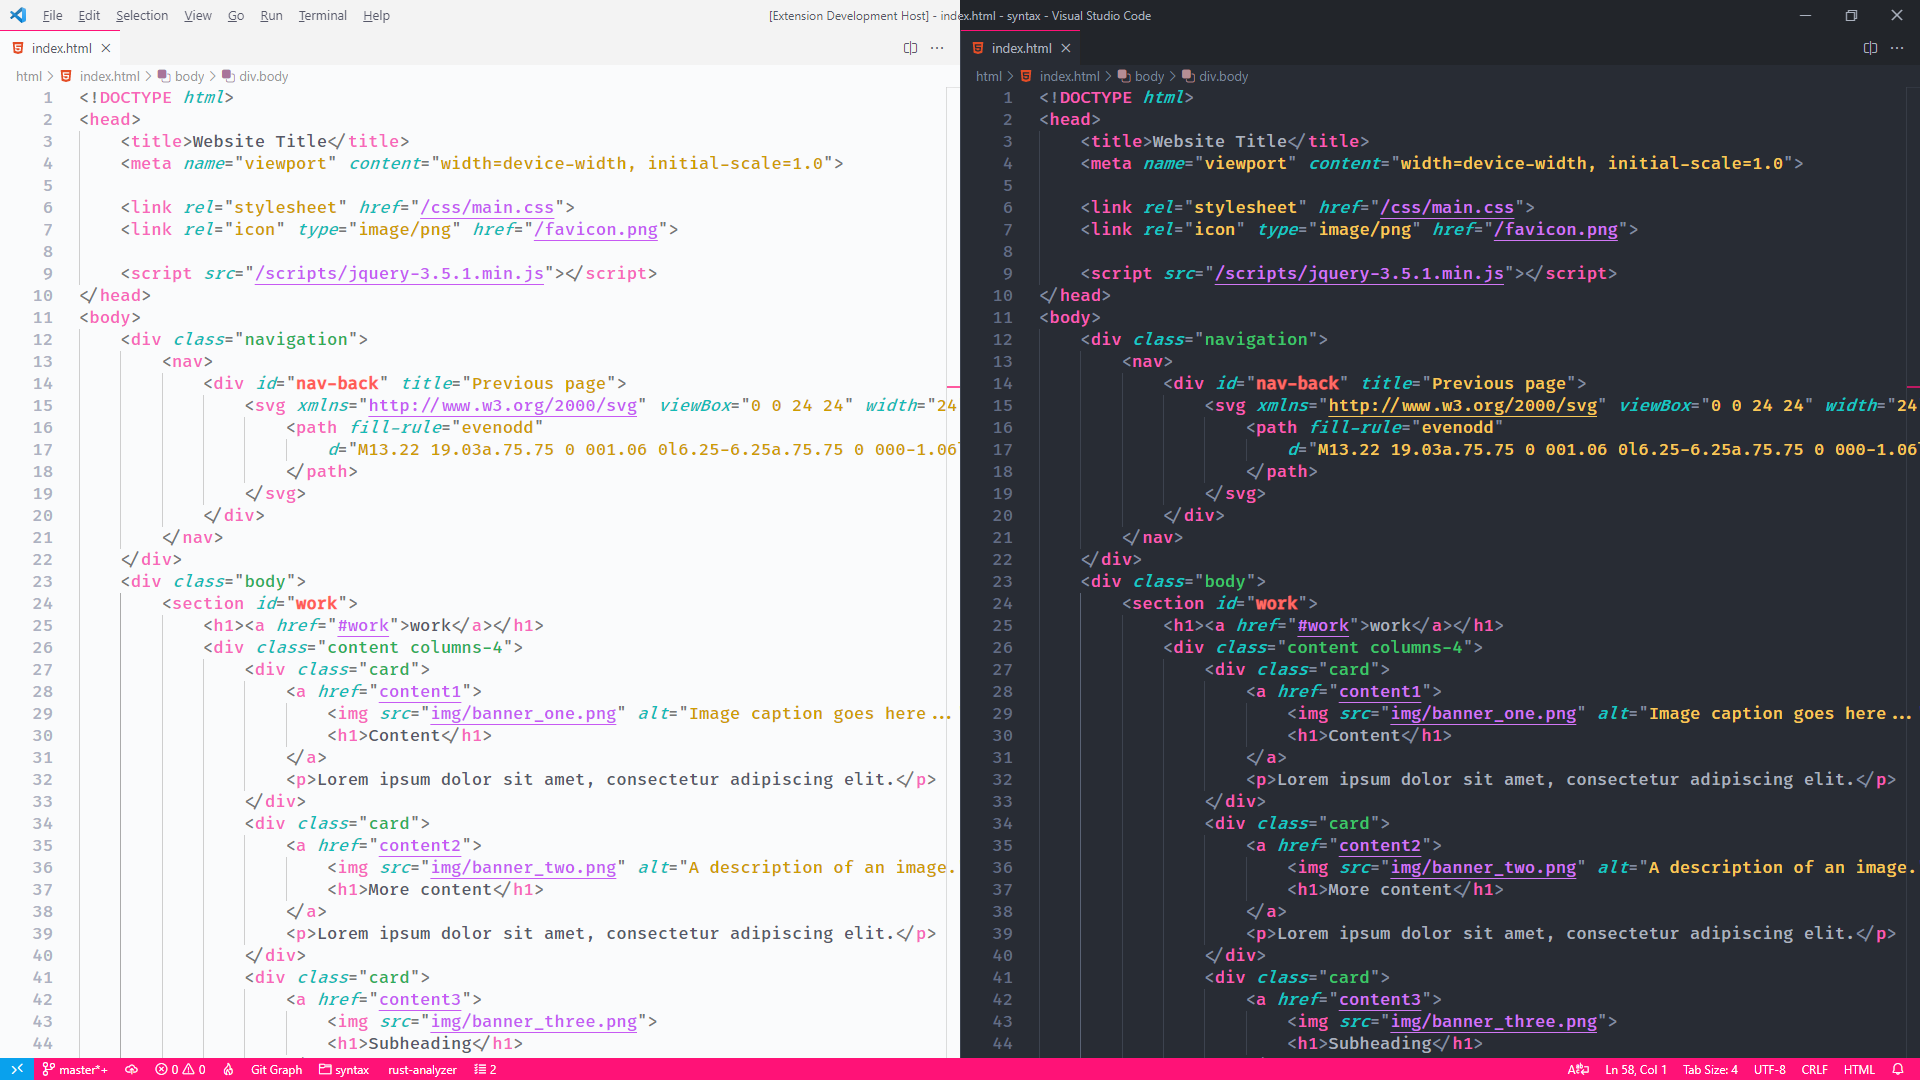 File Edit Selection View Go Run Terminal Help [Extension Development Host] - index.html - syntax - Visual Studio Code
index.html
html > index.html > body > div.body
1 <!DOCTYPE html>
2 <head>
3 <title>Website Title</title>
4 <meta name="viewport" content="width=device-width, initial-scale=1.0">
5
6 <link rel="stylesheet" href="/css/main.css">
7 <link rel="icon" type="image/png" href="/favicon.png">
8
9 <script src="/scripts/jquery-3.5.1.min.js"></script>
10 </head>
11 <body>
12 <div class="navigation">
13 <nav>
14 <div id="nav-back" title="Previous page">
15 <svg xmlns="http://www.w3.org/2000/svg" viewBox="0 0 24 24" width="24
16 <path fill-rule="evenodd"
17 d="M13.22 19.03a.75.75 0 001.06 0l6.25-6.25a.75.75 0 000-1.06
18 </path>
19 </svg>
20 </div>
21 </nav>
22 </div>
23 <div class="body">
24 <section id="work">
25 <h1><a href="#work">work</a></h1>
26 <div class="content columns-4">
27 <div class="card">
28 <a href="content1">
29 <img src="img/banner_one.png" alt="Image caption goes here...
30 <h1>Content</h1>
31 </a>
32 <p>Lorem ipsum dolor sit amet, consectetur adipiscing elit.</p>
33 </div>
34 <div class="card">
35 <a href="content2">
36 <img src="img/banner_two.png" alt="A description of an image.
37 <h1>More content</h1>
38 </a>
39 <p>Lorem ipsum dolor sit amet, consectetur adipiscing elit.</p>
40 </div>
41 <div class="card">
42 <a href="content3">
43 <img src="img/banner_three.png">
44 <h1>Subheading</h1>
index.html
html > index.html > body > div.body
1 <!DOCTYPE html>
2 <head>
3 <title>Website Title</title>
4 <meta name="viewport" content="width=device-width, initial-scale=1.0">
5
6 <link rel="stylesheet" href="/css/main.css">
7 <link rel="icon" type="image/png" href="/favicon.png">
8
9 <script src="/scripts/jquery-3.5.1.min.js"></script>
10 </head>
11 <body>
12 <div class="navigation">
13 <nav>
14 <div id="nav-back" title="Previous page">
15 <svg xmlns="http://www.w3.org/2000/svg" viewBox="0 0 24 24" width="24
16 <path fill-rule="evenodd"
17 d="M13.22 19.03a.75.75 0 001.06 0l6.25-6.25a.75.75 0 000-1.06
18 </path>
19 </svg>
20 </div>
21 </nav>
22 </div>
23 <div class="body">
24 <section id="work">
25 <h1><a href="#work">work</a></h1>
26 <div class="content columns-4">
27 <div class="card">
28 <a href="content1">
29 <img src="img/banner_one.png" alt="Image caption goes here...
30 <h1>Content</h1>
31 </a>
32 <p>Lorem ipsum dolor sit amet, consectetur adipiscing elit.</p>
33 </div>
34 <div class="card">
35 <a href="content2">
36 <img src="img/banner_two.png" alt="A description of an image.
37 <h1>More content</h1>
38 </a>
39 <p>Lorem ipsum dolor sit amet, consectetur adipiscing elit.</p>
40 </div>
41 <div class="card">
42 <a href="content3">
43 <img src="img/banner_three.png">
44 <h1>Subheading</h1>
master*+ 0 0 Git Graph syntax rust-analyzer 2 Ln 58, Col 1 Tab Size: 4 UTF-8 CRLF HTML